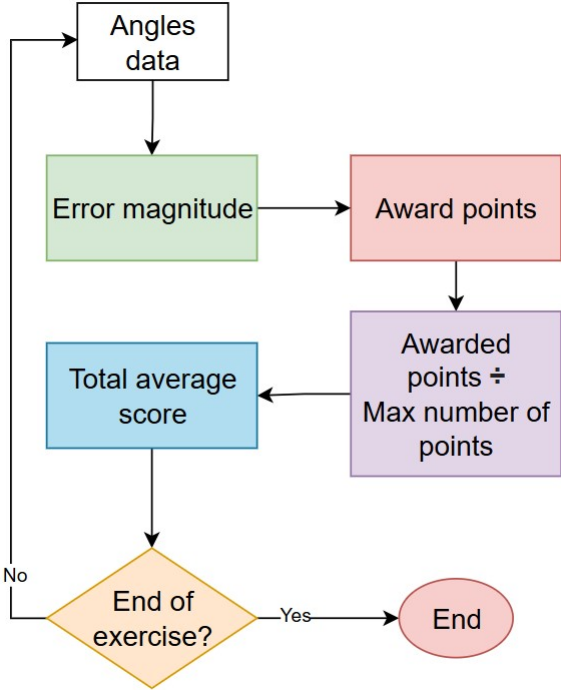 Angles
data
Error magnitude
Award points
Awarded
points ÷
Max number of
points
Total average
score
End of
exercise?
No
Yes
End